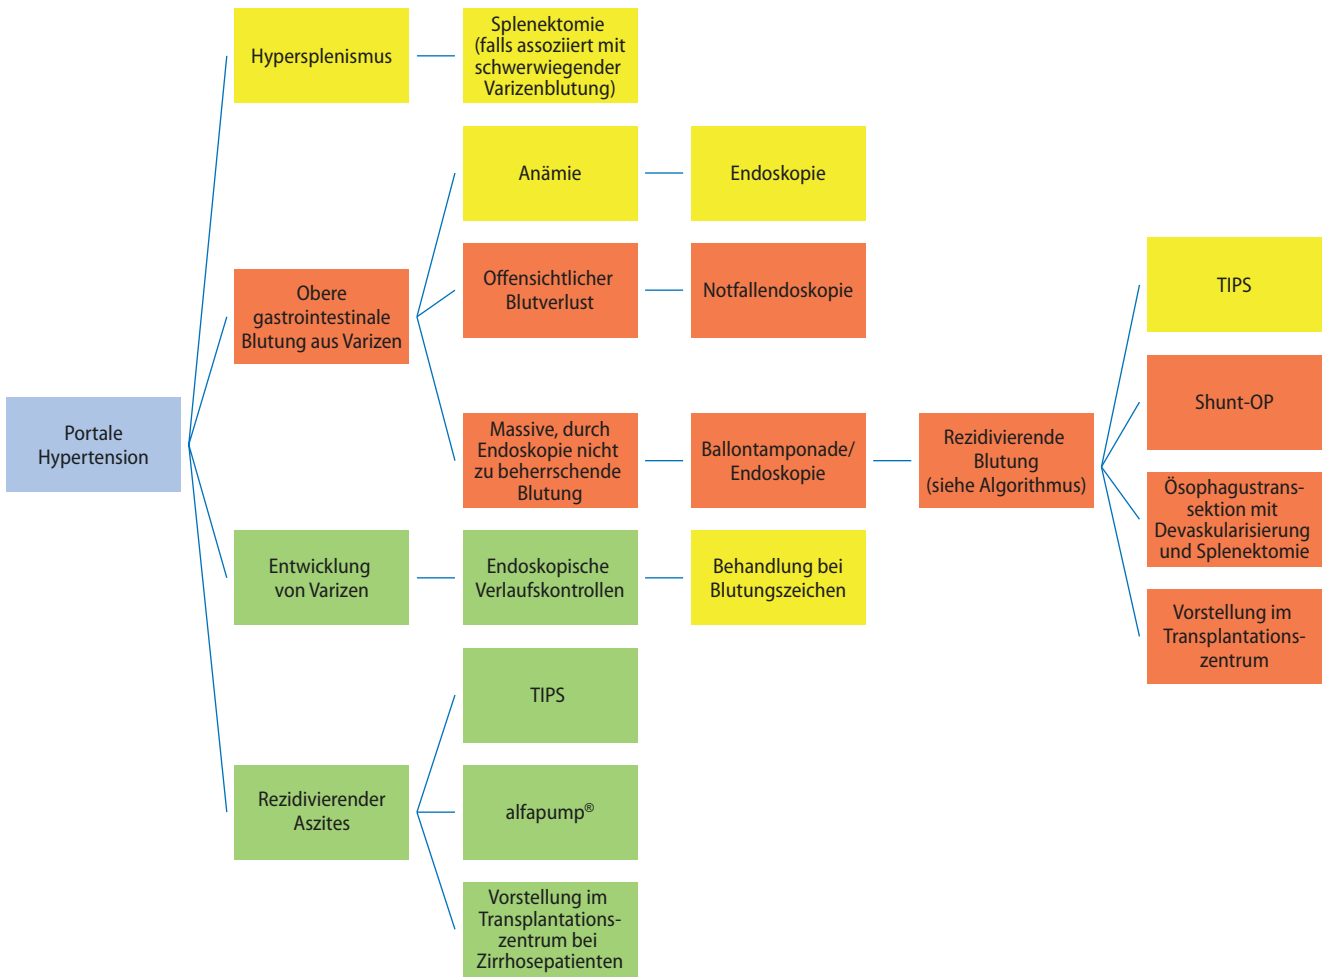 Hypersplenismus
Splenektomie
(falls assoziiert mit
schwerwiegender
Varizenblutung)
Anämie
Endoskopie
Obere
gastrointestinale
Blutung aus Varizen
Offensichtlicher
Blutverlust
Notfallendoskopie
TIPS
Shunt-OP
Portale
Hypertension
Massive, durch
Endoskopie nicht
zu beherrschende
Blutung
Ballontamponade/
Endoskopie
Rezidivierende
Blutung
(siehe Algorithmus)
Ösophagustrans-
sektion mit
Devaskularisierung
und Splenektomie
Vorstellung im
Transplantations-
zentrum
Entwicklung
von Varizen
Endoskopische
Verlaufskontrollen
Behandlung bei
Blutungszeichen
Rezidivierender
Aszites
TIPS
alfapump®
Vorstellung im
Transplantations-
zentrum bei
Zirrhosepatienten